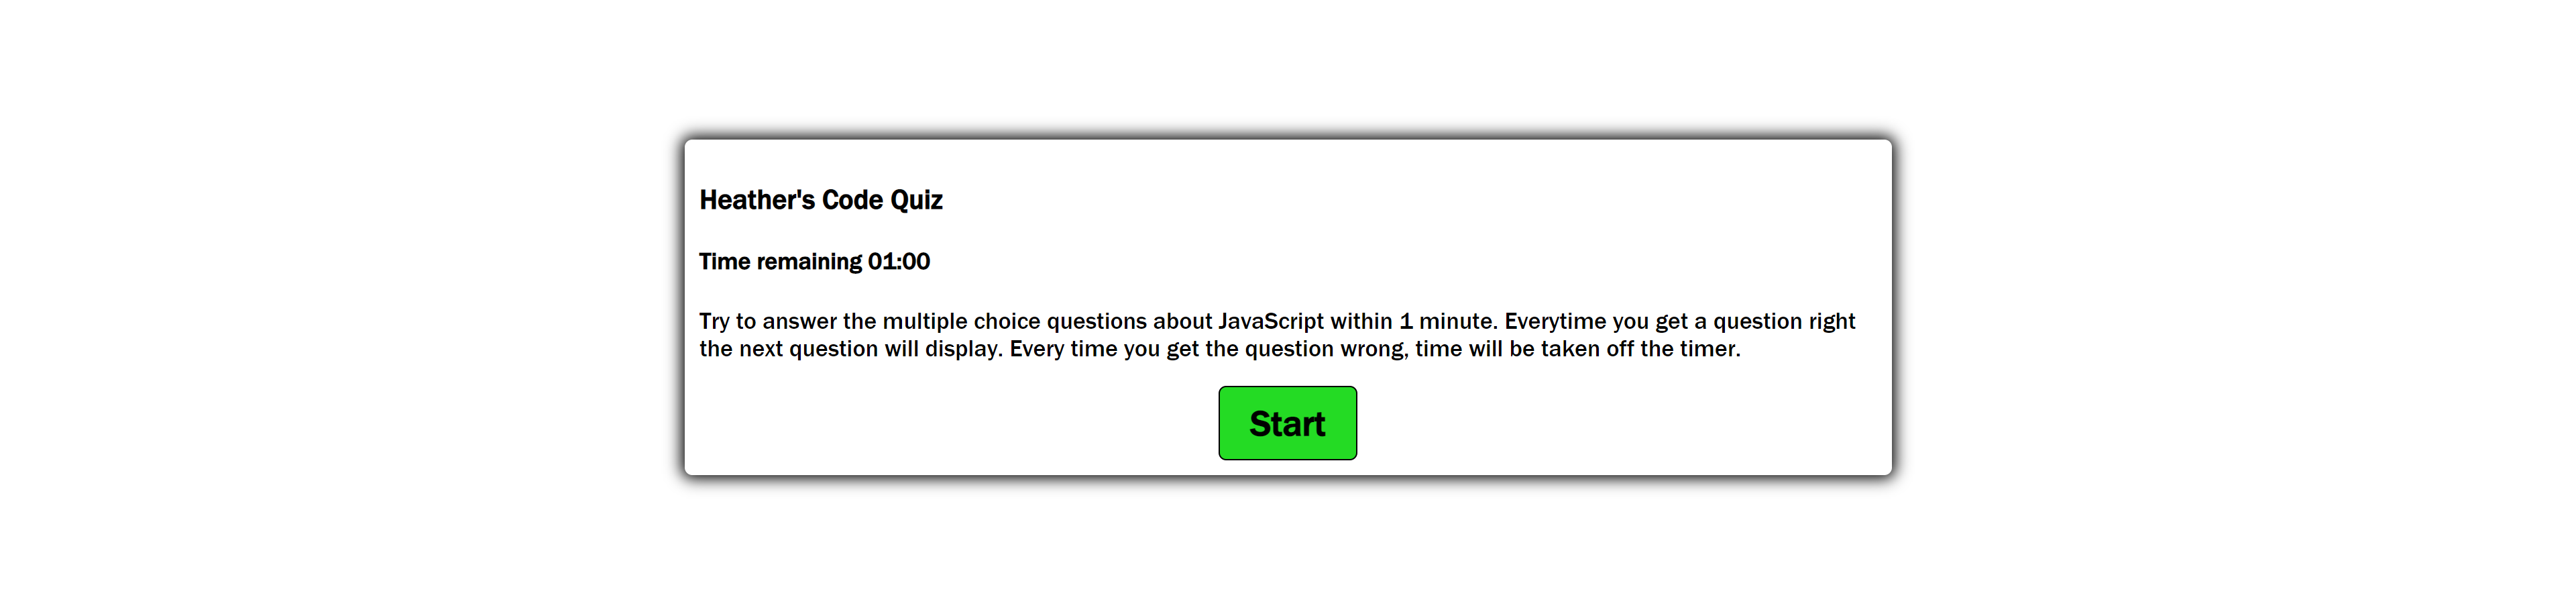 Heather's Code Quiz
Time remaining 01:00
Try to answer the multiple choice questions about JavaScript within 1 minute. Everytime you get a question right
the next question will display. Every time you get the question wrong, time will be taken off the timer.
Start